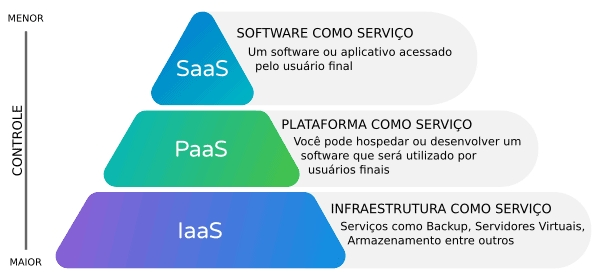 MENOR
SOFTWARE COMO SERVIÇO
Um software ou aplicativo acessado
pelo usuário final
SaaS
CONTROLE
PLATAFORMA COMO SERVIÇO
Você pode hospedar ou desenvolver um
software que será utilizado por
usuários finais
PaaS
INFRAESTRUTURA COMO SERVIÇO
Serviços como Backup, Servidores Virtuais,
Armazenamento entre outros
IaaS
MAIOR